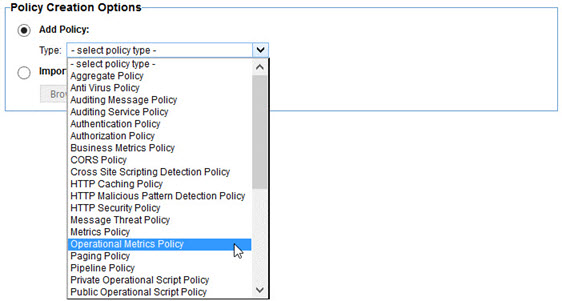 Policy Creation Options
Add Policy:
Type: - select policy type -
- select policy type -
Aggregate Policy
Anti Virus Policy
Auditing Message Policy
Auditing Service Policy
Authentication Policy
Authorization Policy
Business Metrics Policy
CORS Policy
Cross Site Scripting Detection Policy
HTTP Caching Policy
HTTP Malicious Pattern Detection Policy
HTTP Security Policy
Message Threat Policy
Metrics Policy
Operational Metrics Policy
Paging Policy
Pipeline Policy
Private Operational Script Policy
Public Operational Script Policy